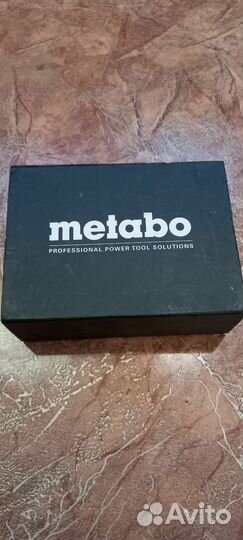 metabo
PROFESSIONAL POWER TOOL SOLUTIONS
Avito